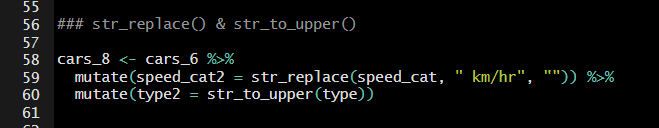 55
56 ### str_replace() & str_to_upper()
57
58 cars_8 <- cars_6 %>%
59   mutate(speed_cat2 = str_replace(speed_cat, " km/hr", "")) %>%
60   mutate(type2 = str_to_upper(type))
61